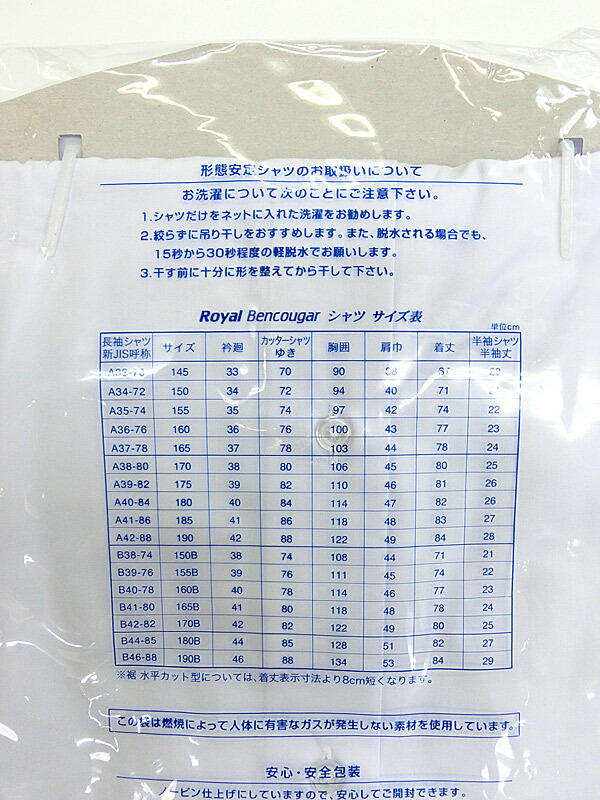 形態安定シャツのお取扱いについて
お洗濯について次のことにご注意下さい。
1.シャツだけをネットに入れた洗濯をお勧めします。
2.絞らずに吊り干しをおすすめします。また、脱水される場合でも、
15秒から30秒程度の軽脱水でお願いします。
3.干す前に十分に形を整えてから干して下さい。
Royal Bencougar シャツ サイズ表
単位cm
長袖シャツ 新JIS呼称 サイズ 衿廻 カッターシャツ ゆき 胸囲 肩巾 着丈 半袖シャツ 半袖丈
145 33 70 90
A34-72 150 34 72 94 40 71
A35-74 155 35 74 97 42 74 22
A36-76 160 36 76 100 43 77 23
A37-78 165 37 78 103 44 78 24
A38-80 170 38 80 106 45 80 25
A39-82 175 39 82 110 46 81 26
A40-84 180 40 84 114 47 82 26
A41-86 185 41 86 118 48 83 27
A42-88 190 42 88 122 49 84 28
B38-74 150B 38 74 108 44 71 21
B39-76 155B 39 76 111 45 74 22
B40-78 160B 40 78 114 46 77 23
B41-80 165B 41 80 118 48 78 24
B42-82 170B 42 82 122 49 80 25
B44-85 180B 44 85 128 51 82 27
B46-88 190B 46 88 134 53 84 29
※裾 水平カット型については、着丈表示寸法より8cm短くなります。
この袋は燃焼によって人体に有害なガスが発生しない素材を使用しています。
安心・安全包装
ノーピン仕上げにしていますので、安心してご開封できます。